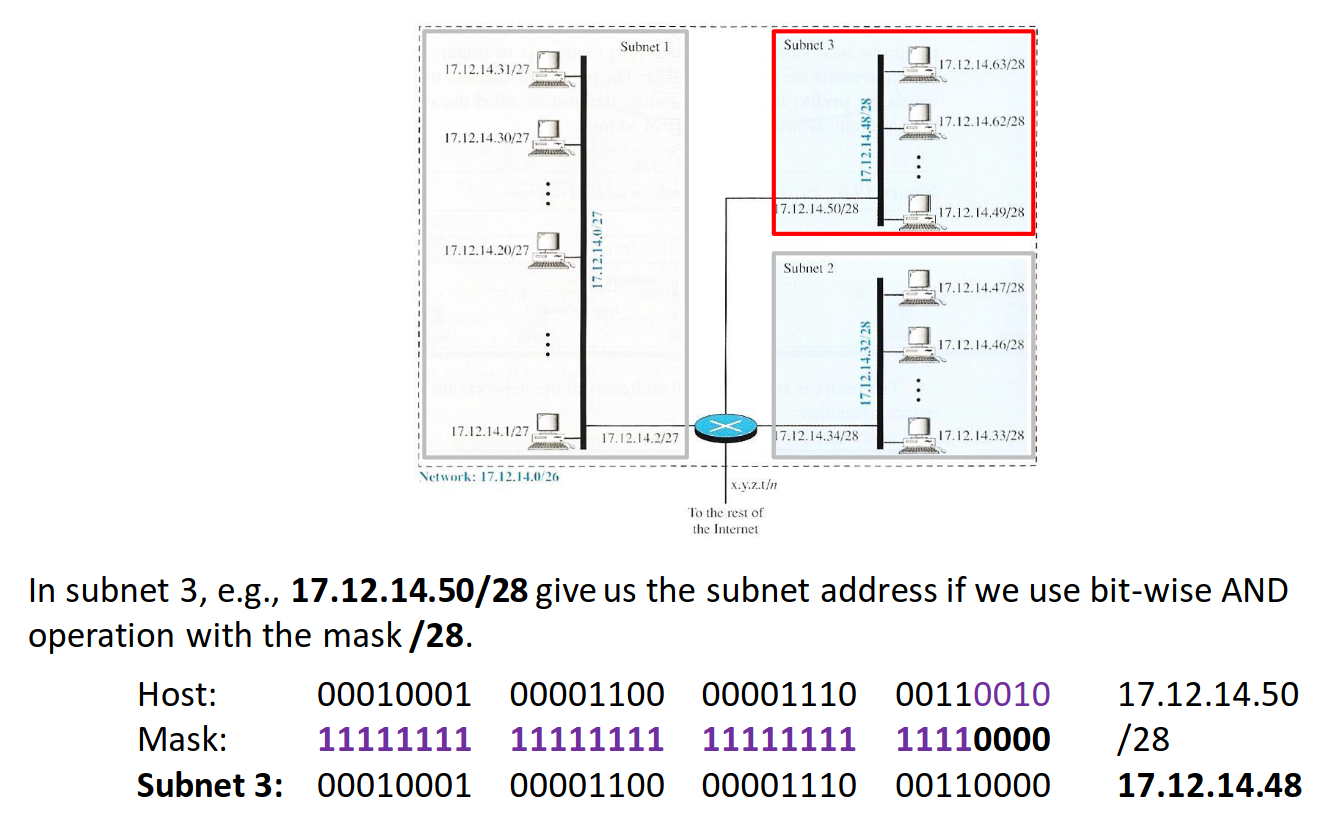 Subnet 1
17.12.14.31/27
17.12.14.30/27
17.12.14.20/27
17.12.14.0/27
17.12.14.1/27
17.12.14.2/27
Subnet 3
17.12.14.63/28
17.12.14.62/28
17.12.14.48/28
17.12.14.50/28
17.12.14.49/28
Subnet 2
17.12.14.47/28
17.12.14.46/28
17.12.14.32/28
17.12.14.34/28
17.12.14.33/28
Network: 17.12.14.0/26
x.y.z.t/n
To the rest of
the Internet
In subnet 3, e.g., 17.12.14.50/28 give us the subnet address if we use bit-wise AND
operation with the mask /28.
Host: 00010001 00001100 00001110 00110010 17.12.14.50
Mask: 11111111 11111111 11111111 11110000 /28
Subnet 3: 00010001 00001100 00001110 00110000 17.12.14.48